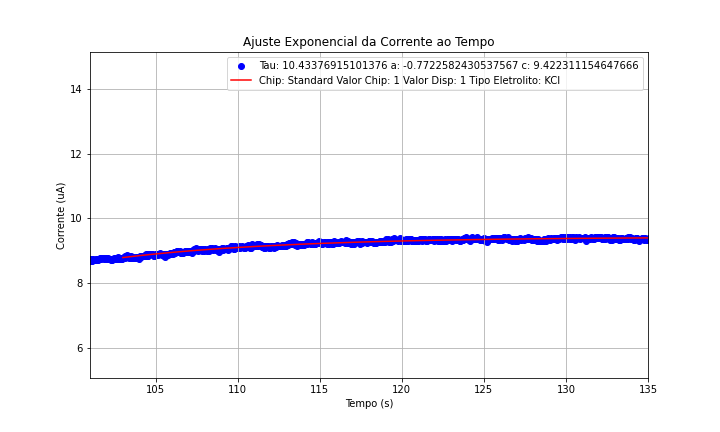 Ajuste Exponencial da Corrente ao Tempo
Tau: 10.43376915101376 a: -0.7722582430537567 c: 9.422311154647666
Chip: Standard Valor Chip: 1 Valor Disp: 1 Tipo Eletrolito: KCl
Corrente (uA)
14
12
10
8
6
105
110
115
120
125
130
135
Tempo (s)